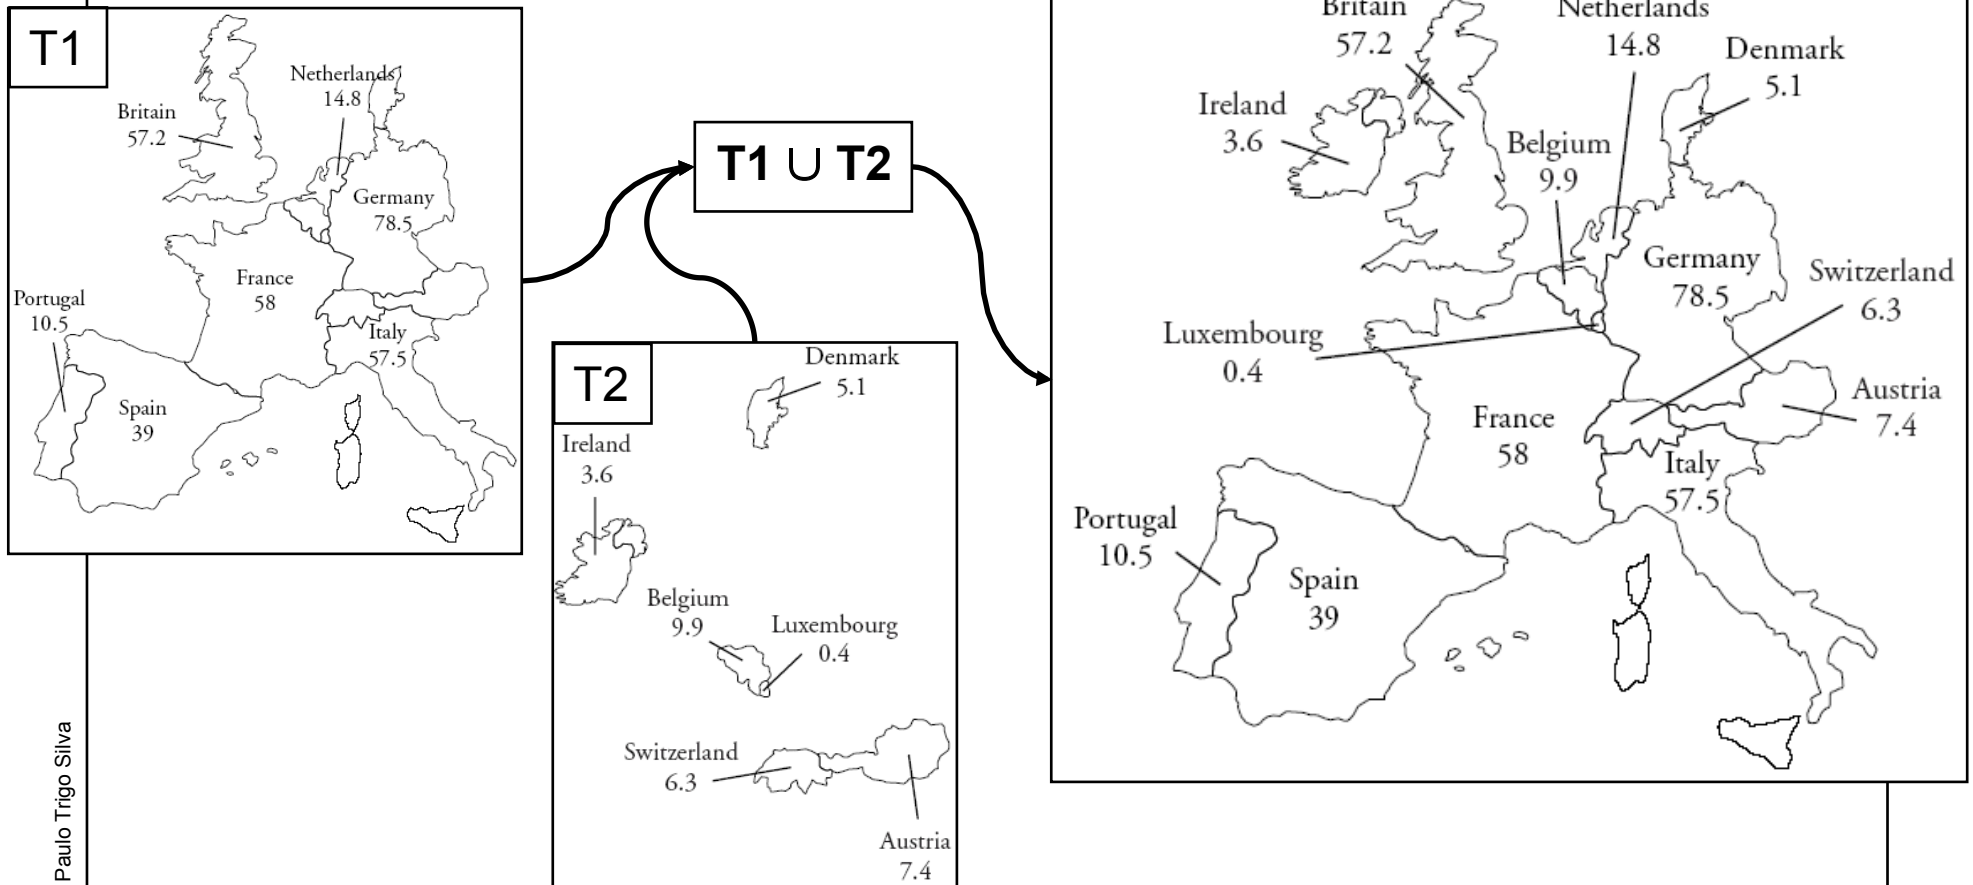 T1
Netherlands
14.8
Britain
57.2
Germany
78.5
France
58
Portugal
10.5
Italy
57.5
Spain
39
T1 ∪ T2
T2
Denmark
5.1
Ireland
3.6
Belgium
9.9
Luxembourg
0.4
Switzerland
6.3
Austria
7.4
Britain
57.2
Netherlands
14.8
Denmark
5.1
Ireland
3.6
Belgium
9.9
Germany
78.5
Switzerland
6.3
Luxembourg
0.4
Austria
7.4
France
58
Italy
57.5
Portugal
10.5
Spain
39
Paulo Trigo Silva